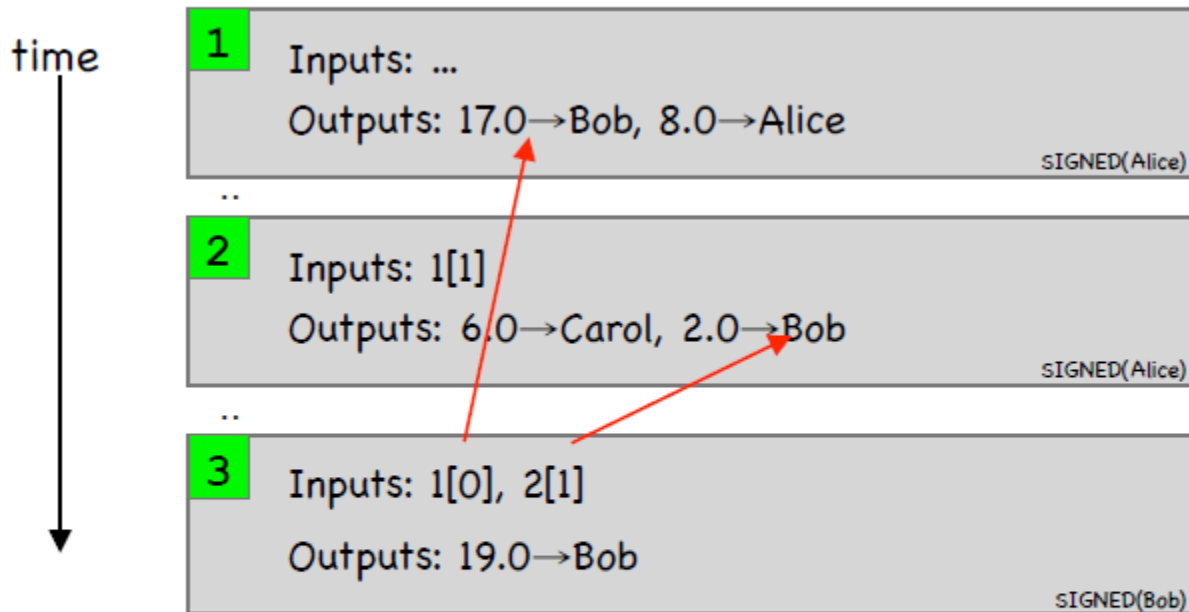 time
1
Inputs: ...
Outputs: 17.0→Bob, 8.0→Alice
SIGNED(Alice)
..
2
Inputs: 1[1]
Outputs: 6.0→Carol, 2.0→Bob
SIGNED(Alice)
..
3
Inputs: 1[0], 2[1]
Outputs: 19.0→Bob
SIGNED(Bob)